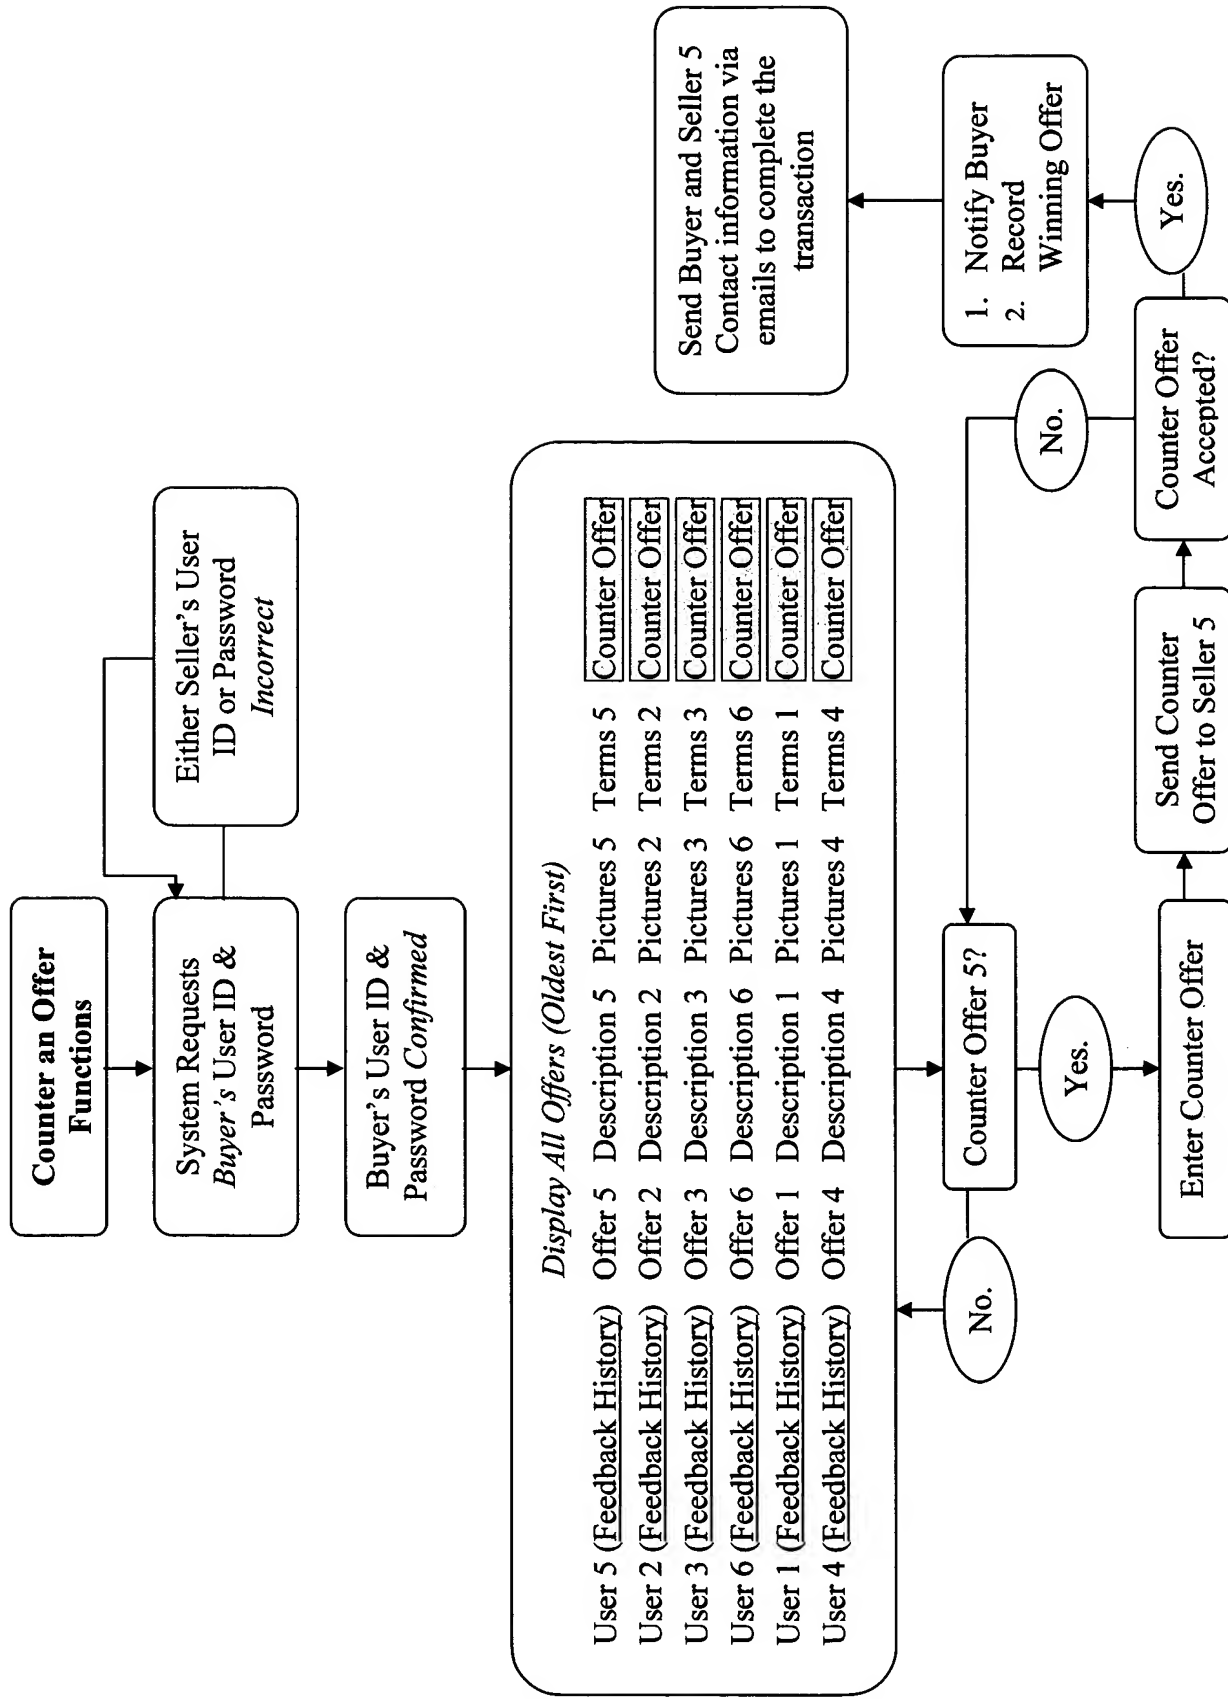 Counter an Offer
Functions
System Requests
Buyer's User ID &
Password
Either Seller's User
ID or Password
Incorrect
Buyer's User ID &
Password Confirmed
Display All Offers (Oldest First)
User 5 (Feedback History) Offer 5 Description 5 Pictures 5 Terms 5 Counter Offer
User 2 (Feedback History) Offer 2 Description 2 Pictures 2 Terms 2 Counter Offer
User 3 (Feedback History) Offer 3 Description 3 Pictures 3 Terms 3 Counter Offer
User 6 (Feedback History) Offer 6 Description 6 Pictures 6 Terms 6 Counter Offer
User 1 (Feedback History) Offer 1 Description 1 Pictures 1 Terms 1 Counter Offer
User 4 (Feedback History) Offer 4 Description 4 Pictures 4 Terms 4 Counter Offer
No.
Counter Offer 5?
Yes.
Enter Counter Offer
Send Counter
Offer to Seller 5
Counter Offer
Accepted?
No.
Yes.
1. Notify Buyer
2. Record
Winning Offer
Send Buyer and Seller 5
Contact information via
emails to complete the
transaction